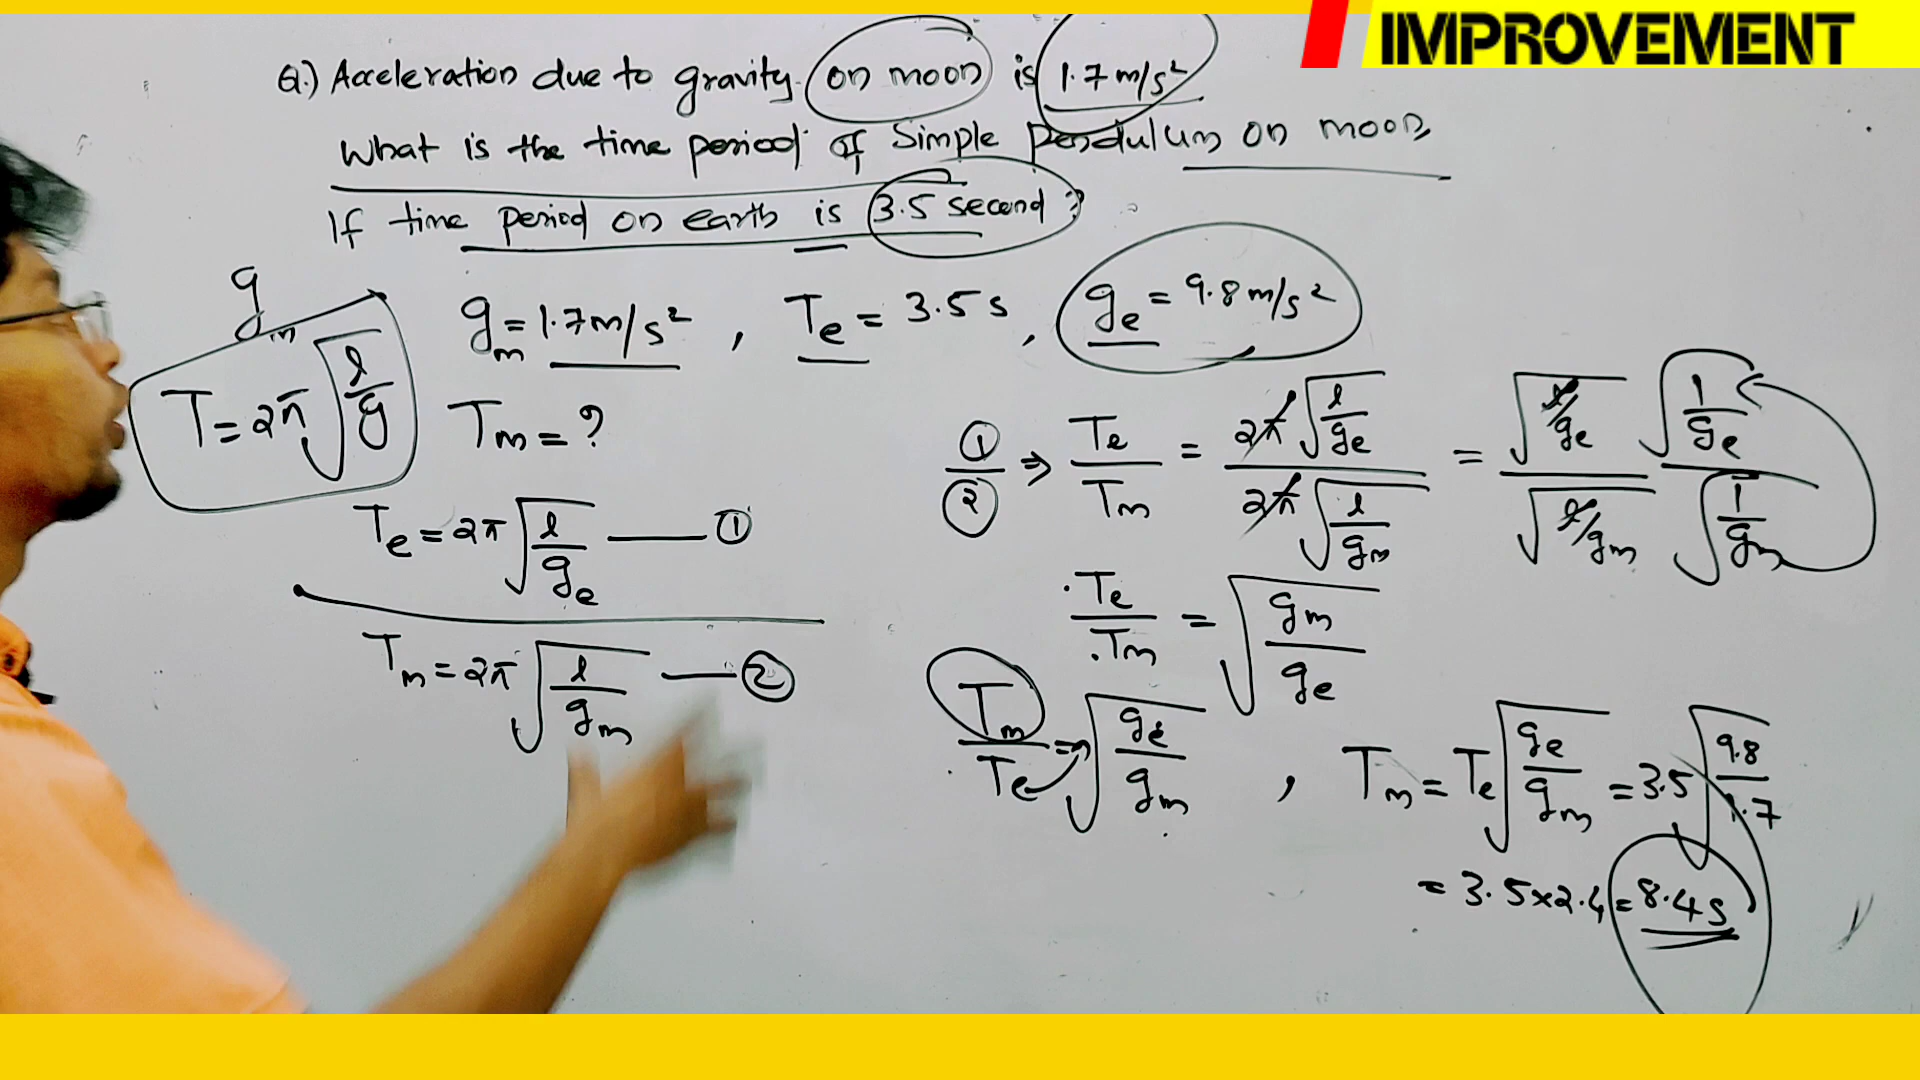 IMPROVEMENT
Q.) Acceleration due to gravity on moon is 1.7 m/s²
What is the time period of Simple pendulum on moon,
If time period on earth is 3.5 second?
gm
gm = 1.7 m/s² , Te = 3.5 s , ge = 9.8 m/s²
T = 2π √(l/g)
Tm = ?
Te = 2π √(l/ge) —— ①
Tm = 2π √(l/gm) —— ②
①/② ⇒ Te/Tm = 2π √(l/ge) / 2π √(l/gm) = √(l/ge) / √(l/gm) √(1/ge) / √(1/gm)
Te/Tm = √(gm/ge)
Tm/Te = √(ge/gm) , Tm = Te √(ge/gm) = 3.5 √(9.8/1.7)
= 3.5 × 2.4 = 8.4 s